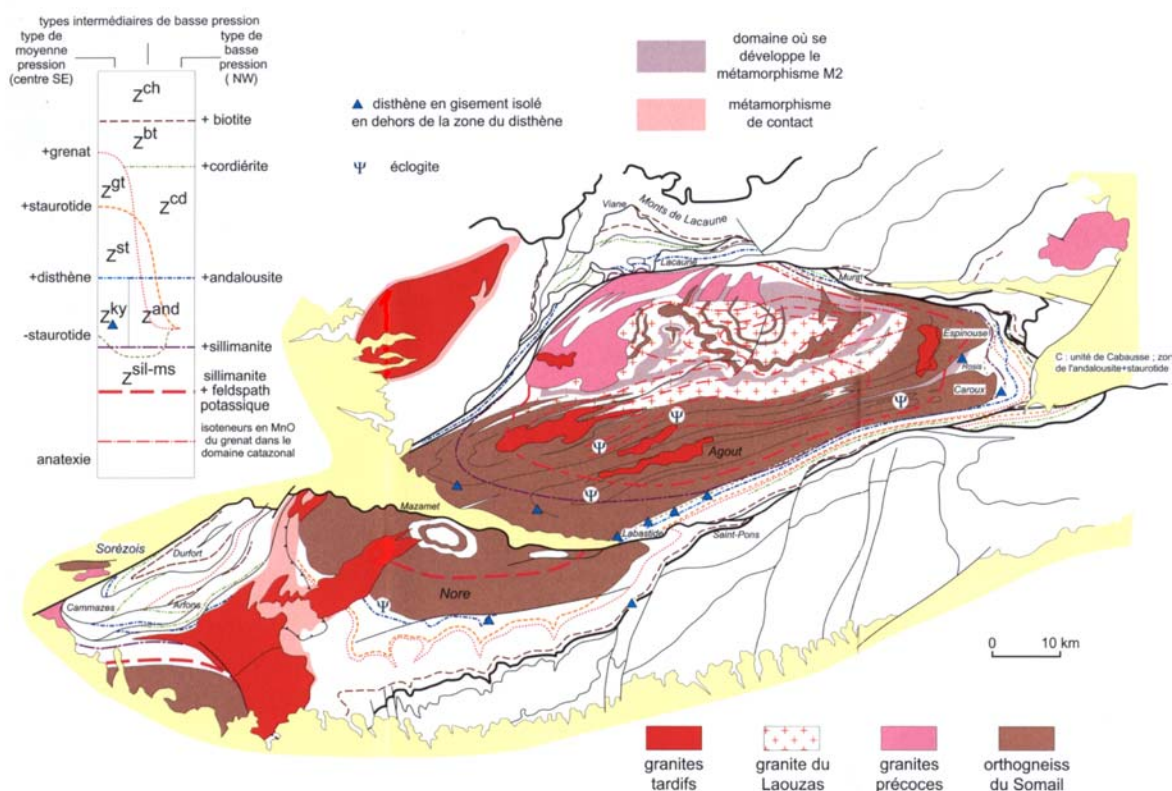 types intermédiaires de basse pression
type de
moyenne
pression
(centre SE)
type
de
basse
pression
( NW)
Zch
+ biotite
Zbt
+grenat
+cordiérite
Zgt
Zcd
+staurotide
Zst
+disthène
+andalousite
Zky
Zand
-staurotide
+sillimanite
Zsil-ms
sillimanite
+ feldspath
potassique
isoteneurs en MnO
du grenat dans le
domaine catazonal
anatexie
disthène en gisement isolé
en dehors de la zone du disthène
Ψ éclogite
domaine où se
développe le
métamorphisme M2
métamorphisme
de contact
Viane
Monts de Lacaune
Lacaune
Murat
Espinouse
Rosis
Caroux
C : unité de Cabausse ; zon
de l'andalousite+staurotide
Ψ
Ψ
Ψ
Ψ
Agout
Mazamet
Labastide
Saint-Pons
Sorézois
Durfort
Cammazes
Arfons
Nore
Ψ
0 10 km
granites
tardifs
granite du
Laouzas
granites
précoces
orthogneiss
du Somail